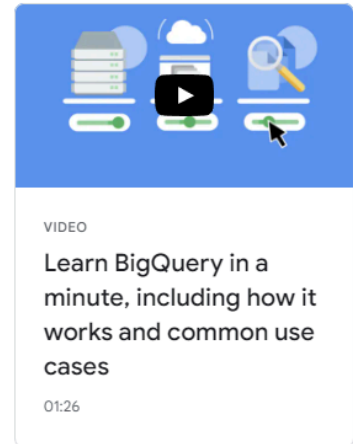 VIDEO
Learn BigQuery in a
minute, including how it
works and common use
cases
01:26